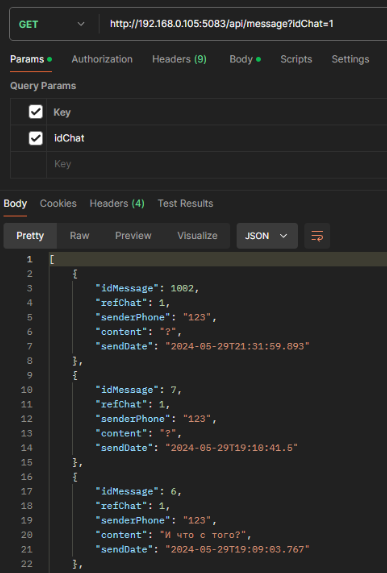 GET http://192.168.0.105:5083/api/message?idChat=1
Params Authorization Headers (9) Body Scripts Settings
Query Params
Key
idChat
Key
Body Cookies Headers (4) Test Results
Pretty Raw Preview Visualize JSON
1 [
2 {
3 "idMessage": 1002,
4 "refChat": 1,
5 "senderPhone": "123",
6 "content": "?",
7 "sendDate": "2024-05-29T21:31:59.893"
8 },
9 {
10 "idMessage": 7,
11 "refChat": 1,
12 "senderPhone": "123",
13 "content": "?",
14 "sendDate": "2024-05-29T19:10:41.5"
15 },
16 {
17 "idMessage": 6,
18 "refChat": 1,
19 "senderPhone": "123",
20 "content": "И что с того?",
21 "sendDate": "2024-05-29T19:09:03.767"
22 },